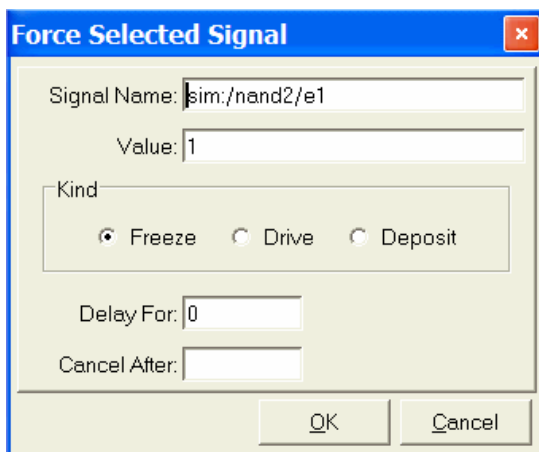 Force Selected Signal
Signal Name: sim:/nand2/e1
Value: 1
Kind
Freeze Drive Deposit
Delay For: 0
Cancel After:
OK Cancel